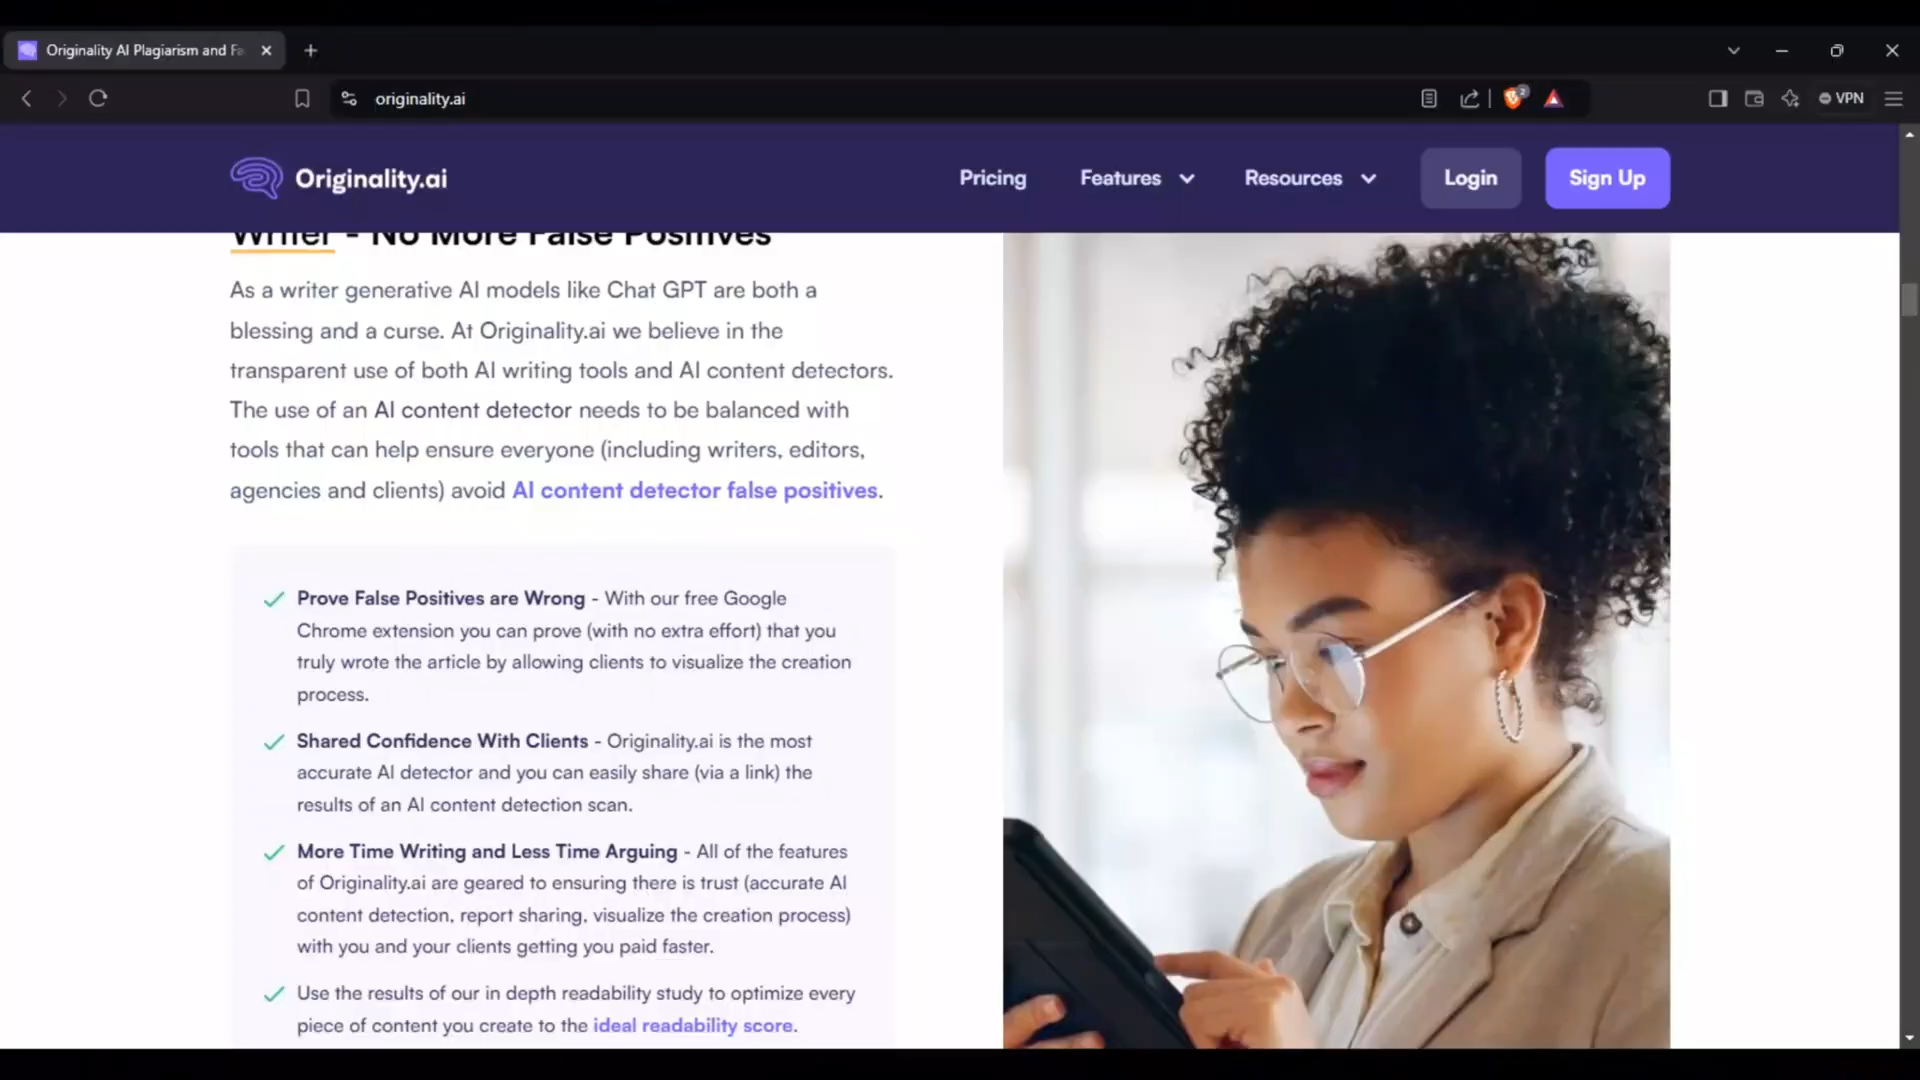 Originality AI Plagiarism and Fa
originality.ai
2
VPN
Originality.ai
Pricing
Features
Resources
Login
Sign Up
Writer - No More False Positives
As a writer generative AI models like Chat GPT are both a
blessing and a curse. At Originality.ai we believe in the
transparent use of both AI writing tools and AI content detectors.
The use of an AI content detector needs to be balanced with
tools that can help ensure everyone (including writers, editors,
agencies and clients) avoid AI content detector false positives.
Prove False Positives are Wrong - With our free Google
Chrome extension you can prove (with no extra effort) that you
truly wrote the article by allowing clients to visualize the creation
process.
Shared Confidence With Clients - Originality.ai is the most
accurate AI detector and you can easily share (via a link) the
results of an AI content detection scan.
More Time Writing and Less Time Arguing - All of the features
of Originality.ai are geared to ensuring there is trust (accurate AI
content detection, report sharing, visualize the creation process)
with you and your clients getting you paid faster.
Use the results of our in depth readability study to optimize every
piece of content you create to the ideal readability score.